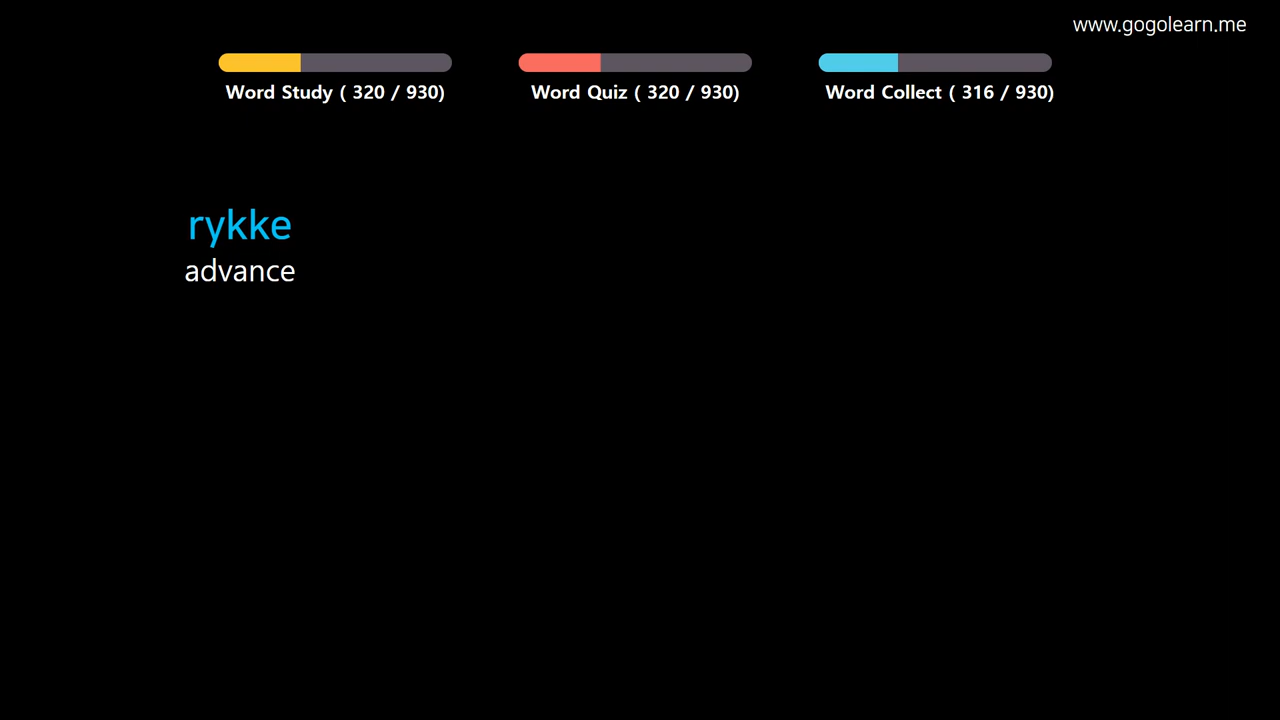 www.gogolearn.me
Word Study ( 320 / 930)
Word Quiz ( 320 / 930)
Word Collect ( 316 / 930)
rykke
advance